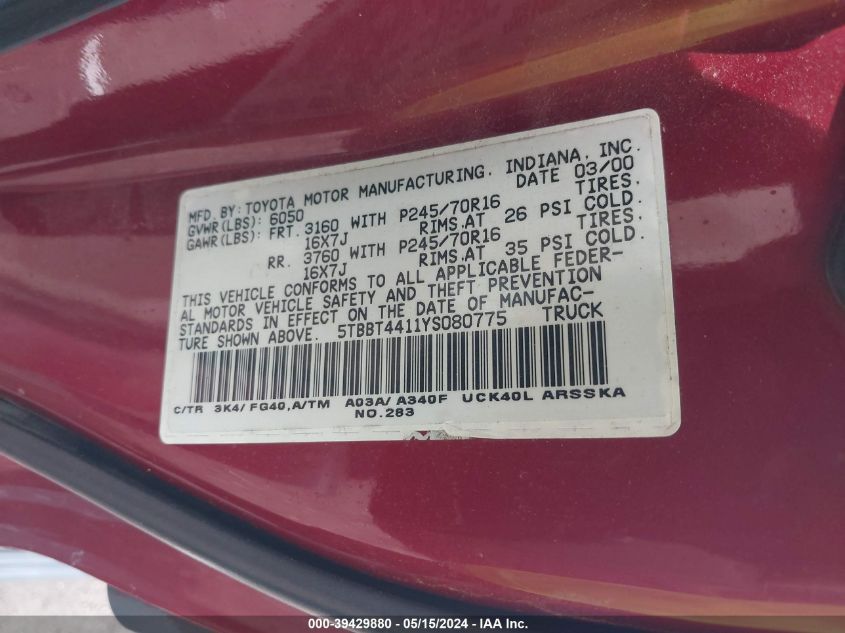 MFD. BY: TOYOTA MOTOR MANUFACTURING, INDIANA, INC.
GVWR(LBS): 6050 DATE 03/00
GAWR(LBS): FRT. 3160 WITH P245/70R16 TIRES,
16X7J RIMS,AT 26 PSI COLD.
RR. 3760 WITH P245/70R16 TIRES,
16X7J RIMS,AT 35 PSI COLD.
THIS VEHICLE CONFORMS TO ALL APPLICABLE FEDER-
AL MOTOR VEHICLE SAFETY AND THEFT PREVENTION
STANDARDS IN EFFECT ON THE DATE OF MANUFAC-
TURE SHOWN ABOVE. 5TBBT4411YS080775 TRUCK
C/TR 3K4/ FG40,A/TM A03A/ A340F UCK40L ARSSKA
NO.283
000-39429880 - 05/15/2024 - IAAI.com